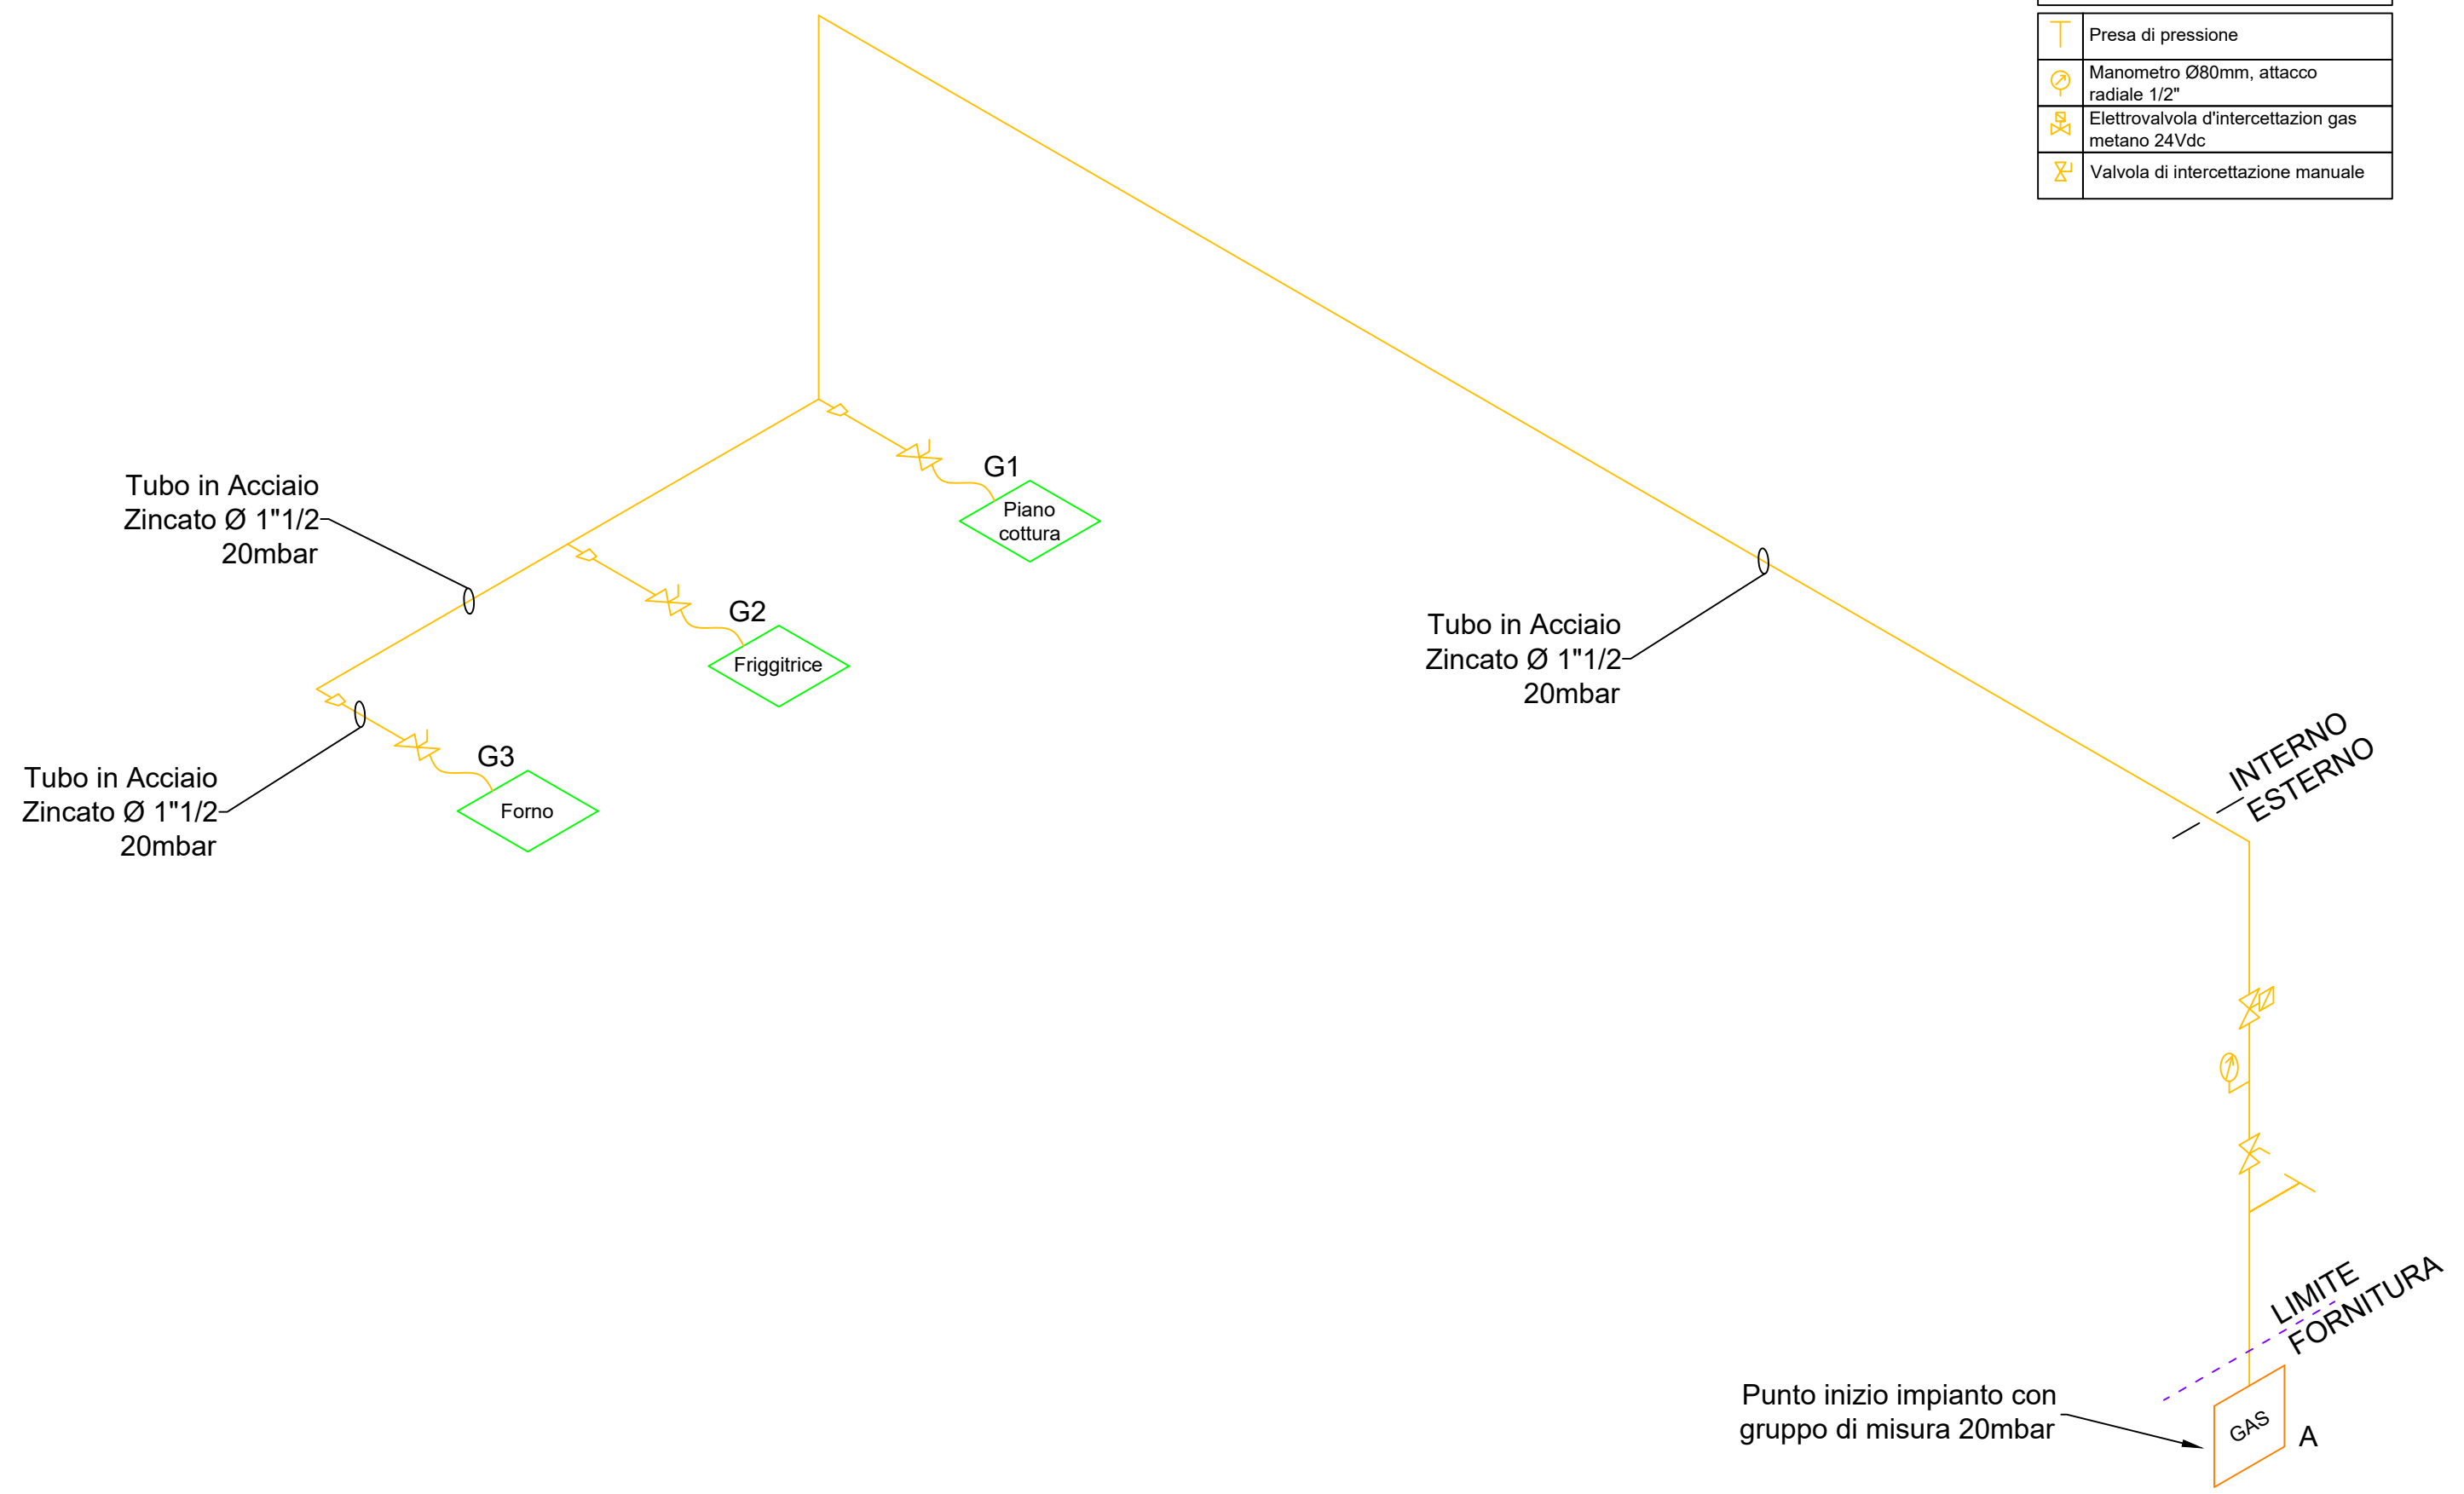 Presa di pressione
Manometro Ø80mm, attacco
radiale 1/2"
Elettrovalvola d'intercettazion gas
metano 24Vdc
Valvola di intercettazione manuale
G1
Piano
cottura
Tubo in Acciaio
Zincato Ø 1"1/2
20mbar
G2
Friggitrice
Tubo in Acciaio
Zincato Ø 1"1/2
20mbar
G3
Forno
Tubo in Acciaio
Zincato Ø 1"1/2
20mbar
INTERNO
ESTERNO
LIMITE
FORNITURA
Punto inizio impianto con
gruppo di misura 20mbar
GAS
A